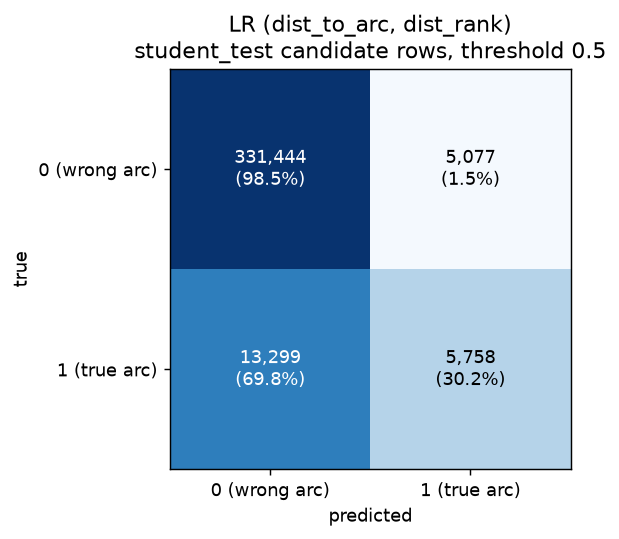 LR (dist_to_arc, dist_rank)
student_test candidate rows, threshold 0.5
true
0 (wrong arc)
331,444
(98.5%)
5,077
(1.5%)
1 (true arc)
13,299
(69.8%)
5,758
(30.2%)
0 (wrong arc)
1 (true arc)
predicted